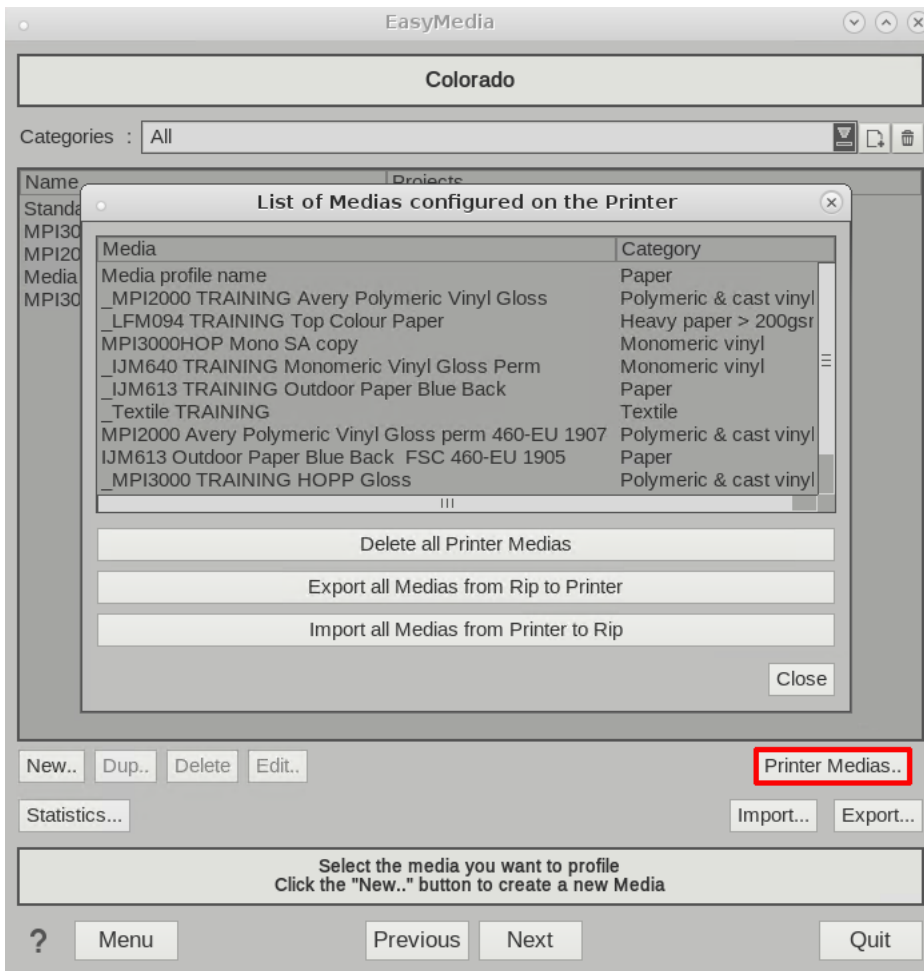 EasyMedia
Colorado
Categories : All
Name Projects
Standa
MPI30
MPI20
Media
MPI30
List of Medias configured on the Printer
Media Category
Media profile name Paper
_MPI2000 TRAINING Avery Polymeric Vinyl Gloss Polymeric & cast vinyl
_LFM094 TRAINING Top Colour Paper Heavy paper > 200gsr
MPI3000HOP Mono SA copy Monomeric vinyl
_IJM640 TRAINING Monomeric Vinyl Gloss Perm Monomeric vinyl
_IJM613 TRAINING Outdoor Paper Blue Back Paper
_Textile TRAINING Textile
MPI2000 Avery Polymeric Vinyl Gloss perm 460-EU 1907 Polymeric & cast vinyl
IJM613 Outdoor Paper Blue Back FSC 460-EU 1905 Paper
_MPI3000 TRAINING HOPP Gloss Polymeric & cast vinyl
Delete all Printer Medias
Export all Medias from Rip to Printer
Import all Medias from Printer to Rip
Close
New.. Dup.. Delete Edit.. Printer Medias..
Statistics... Import... Export...
Select the media you want to profile
Click the "New.." button to create a new Media
? Menu Previous Next Quit